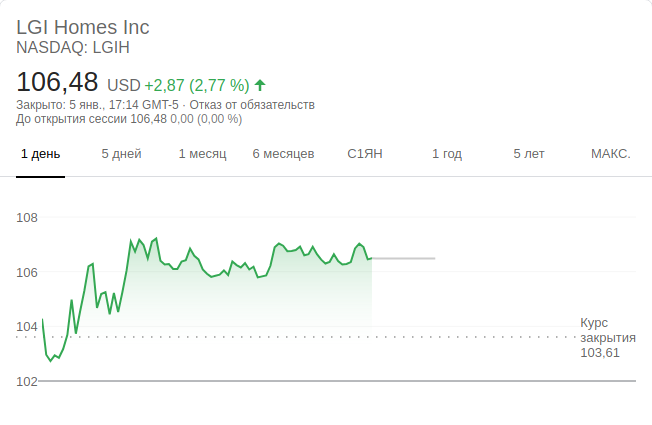 LGI Homes Inc
NASDAQ: LGIH
106,48 USD +2,87 (2,77 %)
Закрыто: 5 янв., 17:14 GMT-5 · Отказ от обязательств
До открытия сессии 106,48 0,00 (0,00 %)
1 день 5 дней 1 месяц 6 месяцев С1ЯН 1 год 5 лет МАКС.
108
106
104
Курс
закрытия
103,61
102